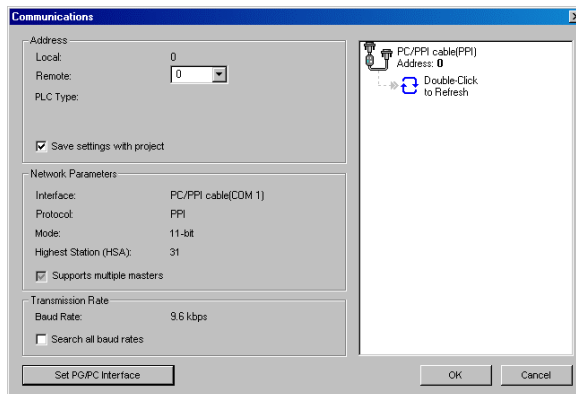 Communications
Address
Local: 0
Remote: 0
PLC Type:
Save settings with project
Network Parameters
Interface: PC/PPI cable(COM 1)
Protocol: PPI
Mode: 11-bit
Highest Station (HSA): 31
Supports multiple masters
Transmission Rate
Baud Rate: 9.6 kbps
Search all baud rates
Set PG/PC Interface
PC/PPI cable(PPI)
Address: 0
Double-Click
to Refresh
OK
Cancel